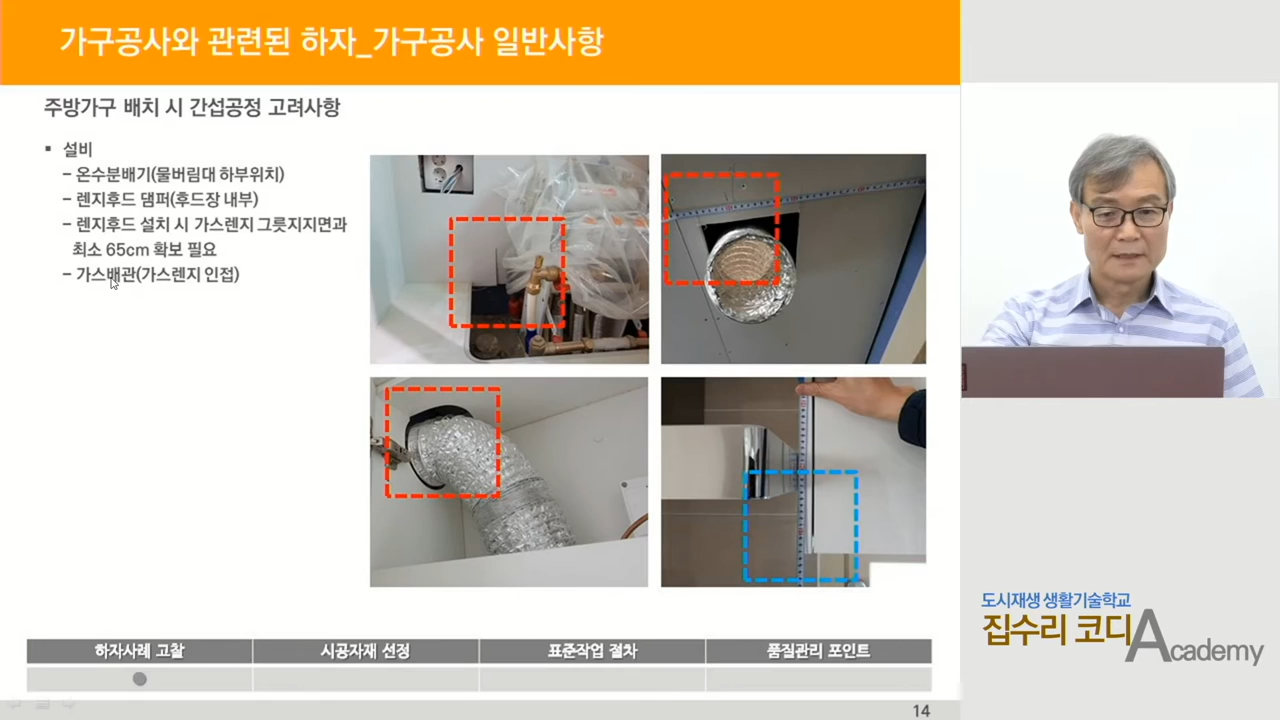 가구공사와 관련된 하자_가구공사 일반사항
주방가구 배치 시 간섭공정 고려사항
▪ 설비
– 온수분배기(물버림대 하부위치)
– 렌지후드 댐퍼(후드장 내부)
– 렌지후드 설치 시 가스렌지 그릇지지면과
최소 65cm 확보 필요
– 가스배관(가스렌지 인접)
하자사례 고찰 시공자재 선정 표준작업 절차 품질관리 포인트
●
14
도시재생 생활기술학교
집수리 코디Academy